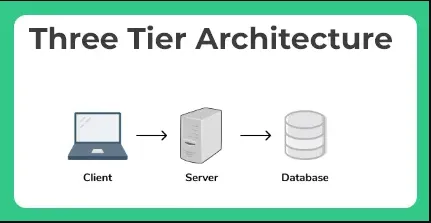 Three Tier Architecture
Client
Server
Database